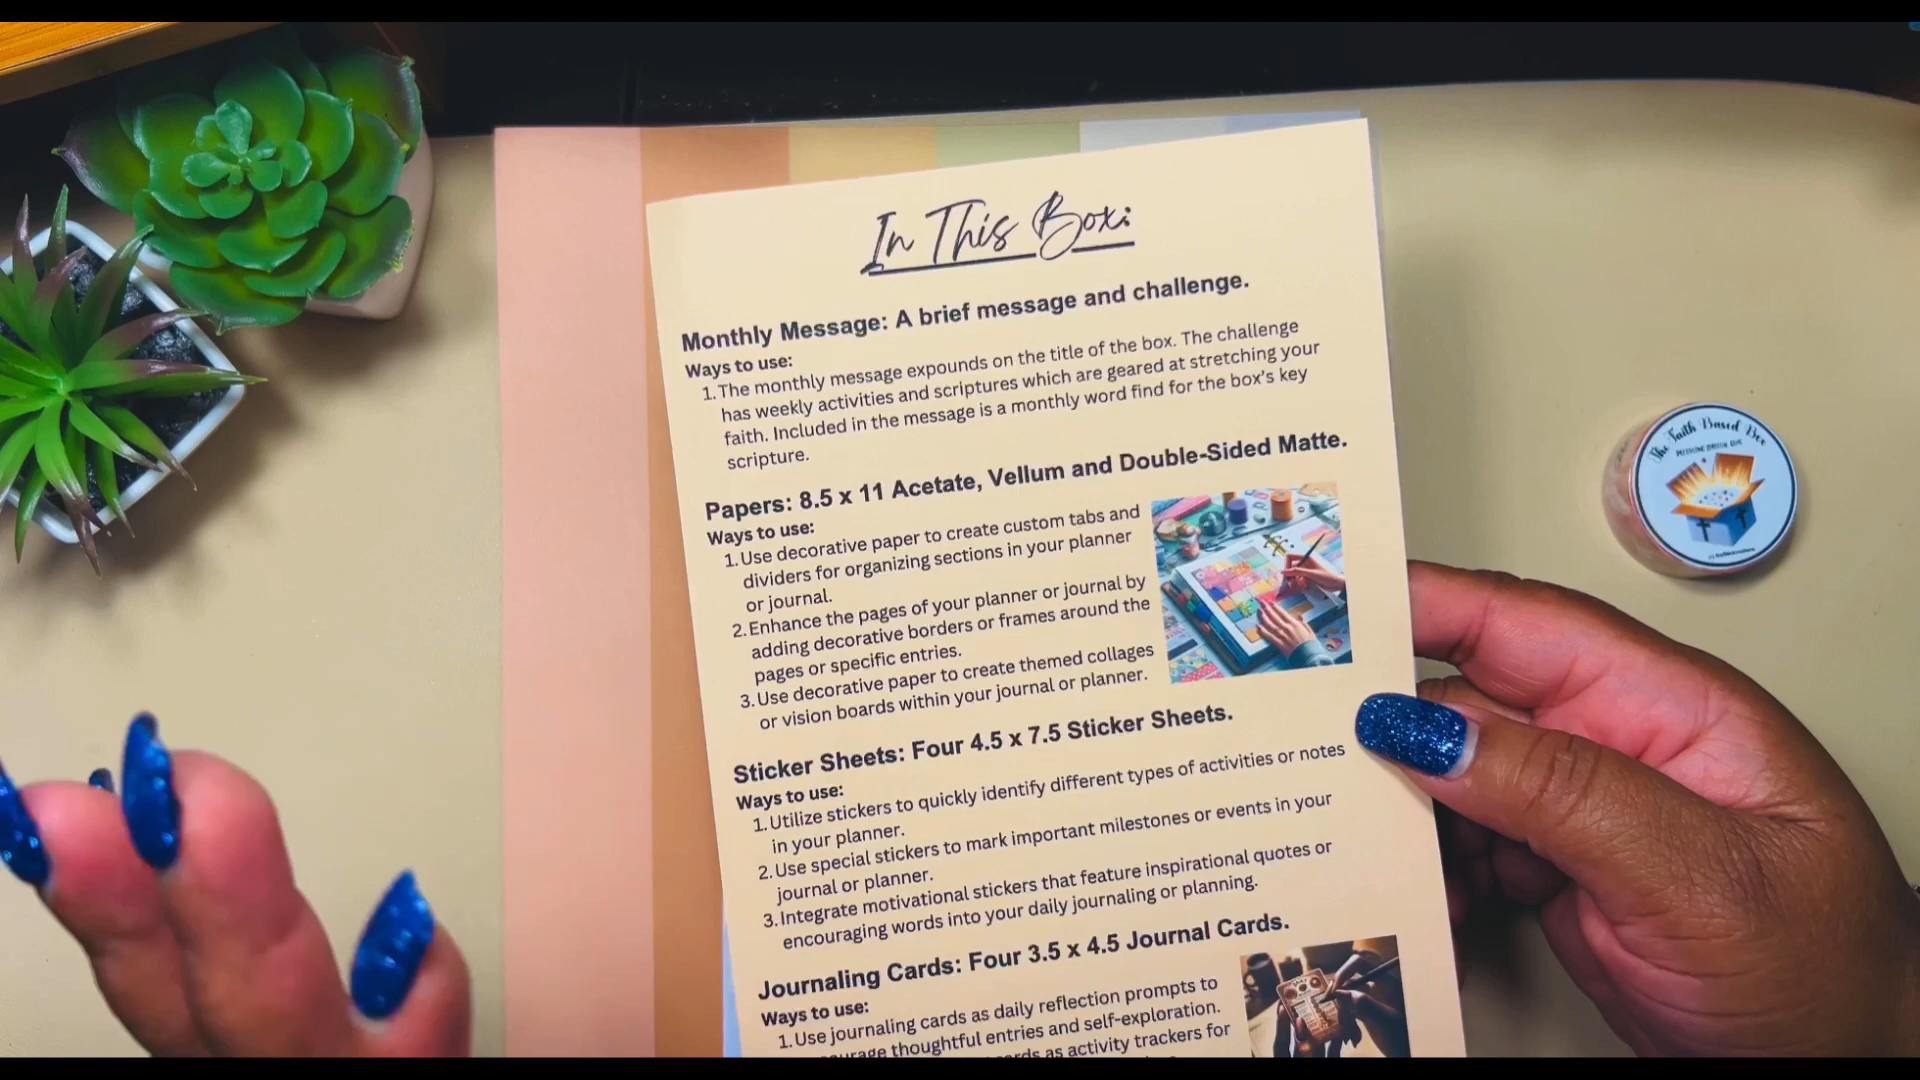 In This Box:
Monthly Message: A brief message and challenge.
Ways to use:
1. The monthly message expounds on the title of the box. The challenge
has weekly activities and scriptures which are geared at stretching your
faith. Included in the message is a monthly word find for the box's key
scripture.
Papers: 8.5 x 11 Acetate, Vellum and Double-Sided Matte.
Ways to use:
1. Use decorative paper to create custom tabs and
dividers for organizing sections in your planner
or journal.
2. Enhance the pages of your planner or journal by
adding decorative borders or frames around the
pages or specific entries.
3. Use decorative paper to create themed collages
or vision boards within your journal or planner.
Sticker Sheets: Four 4.5 x 7.5 Sticker Sheets.
Ways to use:
1. Utilize stickers to quickly identify different types of activities or notes
in your planner.
2. Use special stickers to mark important milestones or events in your
journal or planner.
3. Integrate motivational stickers that feature inspirational quotes or
encouraging words into your daily journaling or planning.
Journaling Cards: Four 3.5 x 4.5 Journal Cards.
Ways to use:
1. Use journaling cards as daily reflection prompts to
thoughtful entries and self-exploration.
as activity trackers for
The Faith Based Box